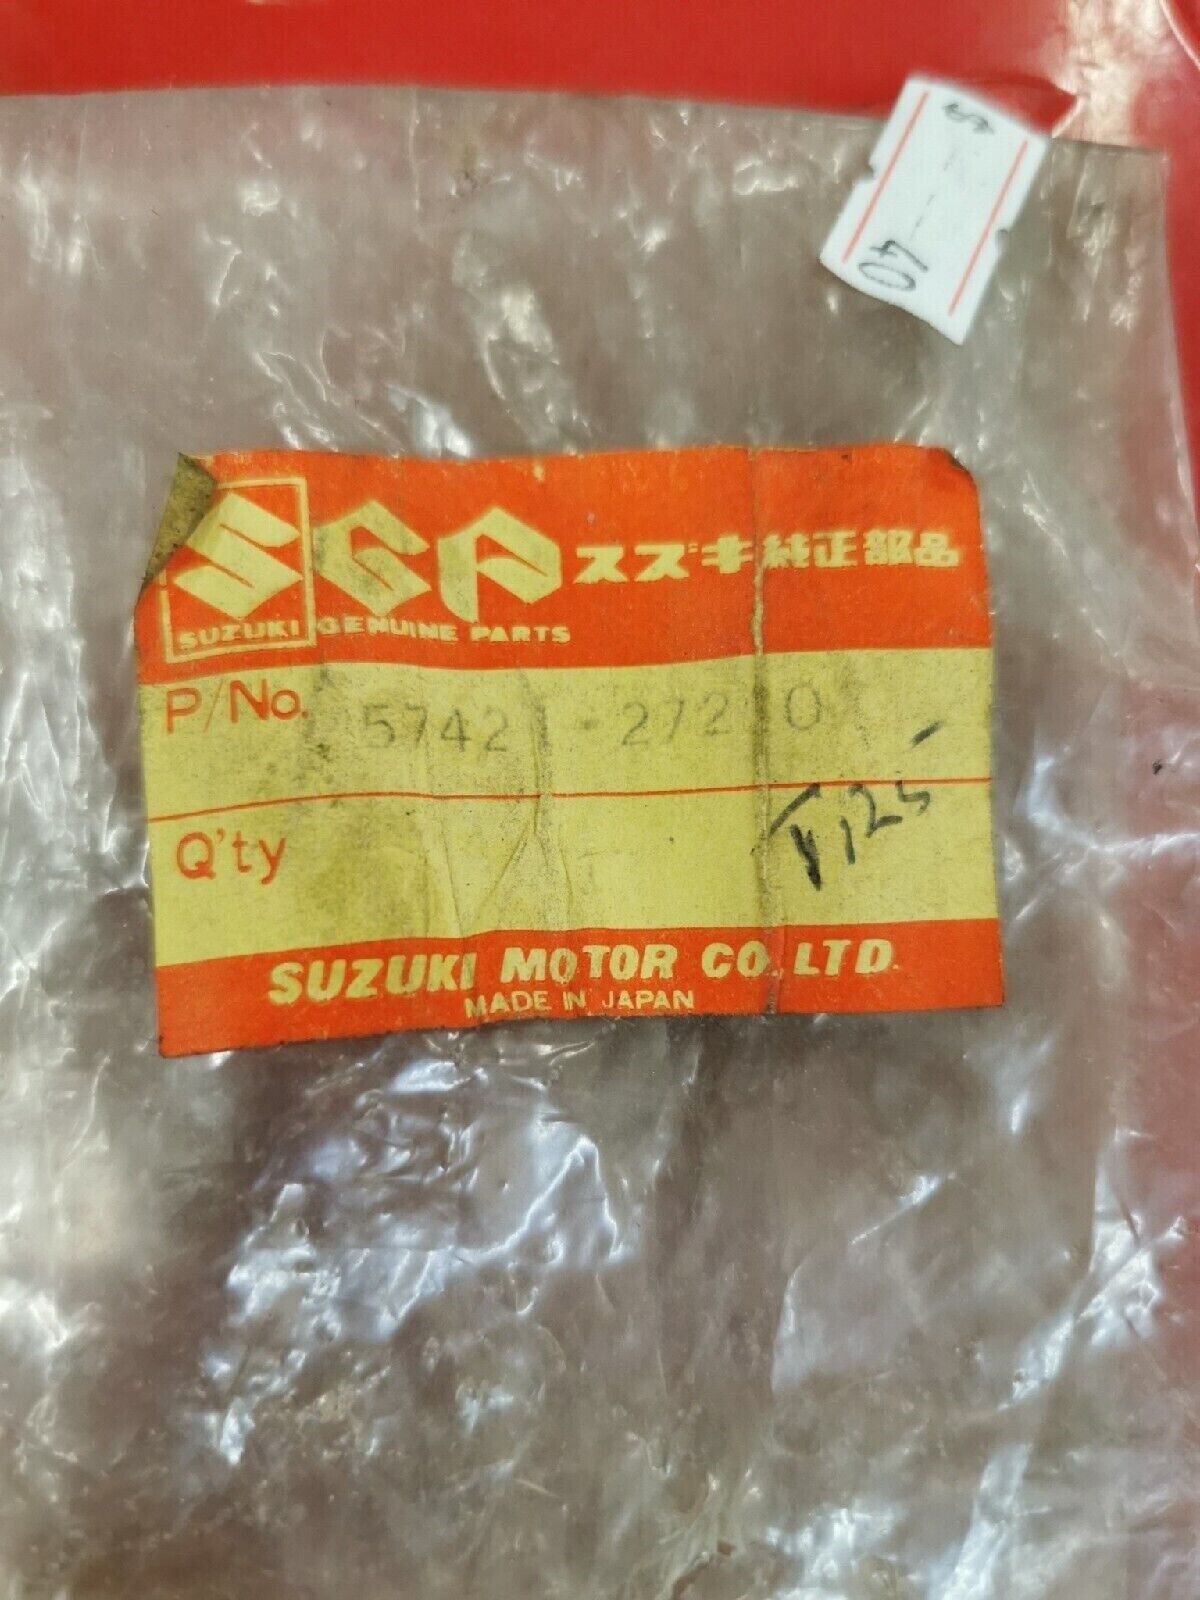 S - 40
SGP スズキ純正部品
SUZUKI GENUINE PARTS
P/No. 57421-27210
Q'ty
T125
SUZUKI MOTOR CO. LTD.
MADE IN JAPAN